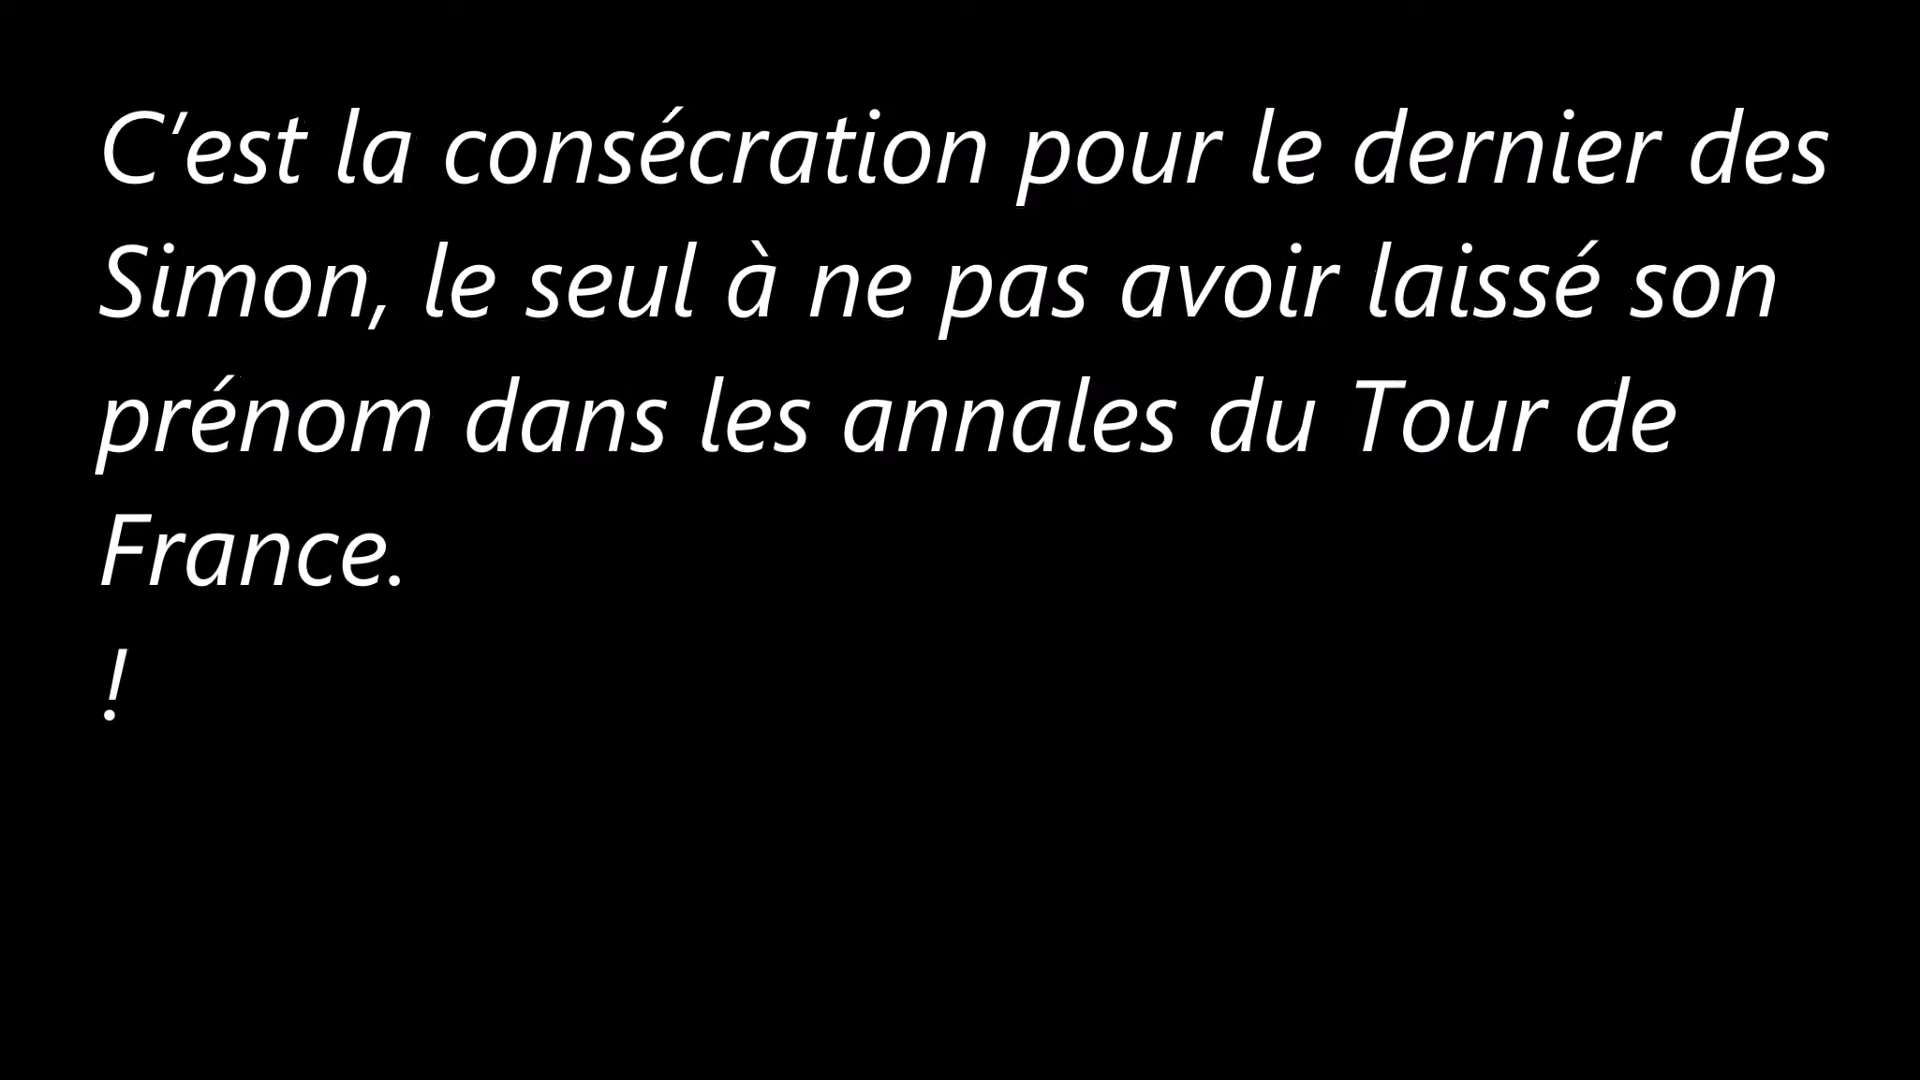 C’est la consécration pour le dernier des
Simon, le seul à ne pas avoir laissé son
prénom dans les annales du Tour de
France.
!